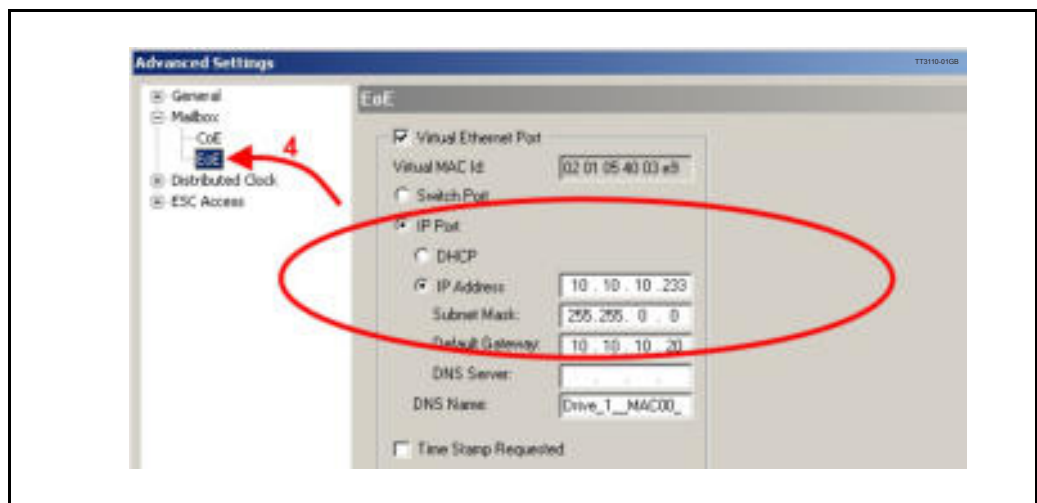 Advanced Settings
TT3110-01GB
General
Mailbox
CoE
EoE
Distributed Clock
ESC Access
4
EoE
Virtual Ethernet Port
Virtual MAC Id: 02 01 05 40 03 e9
Switch Port
IP Port
DHCP
IP Address 10 . 10 . 10 . 233
Subnet Mask: 255 . 255 . 0 . 0
Default Gateway: 10 . 10 . 10 . 20
DNS Server: . . .
DNS Name: Drive_1__MAC00_
Time Stamp Requested